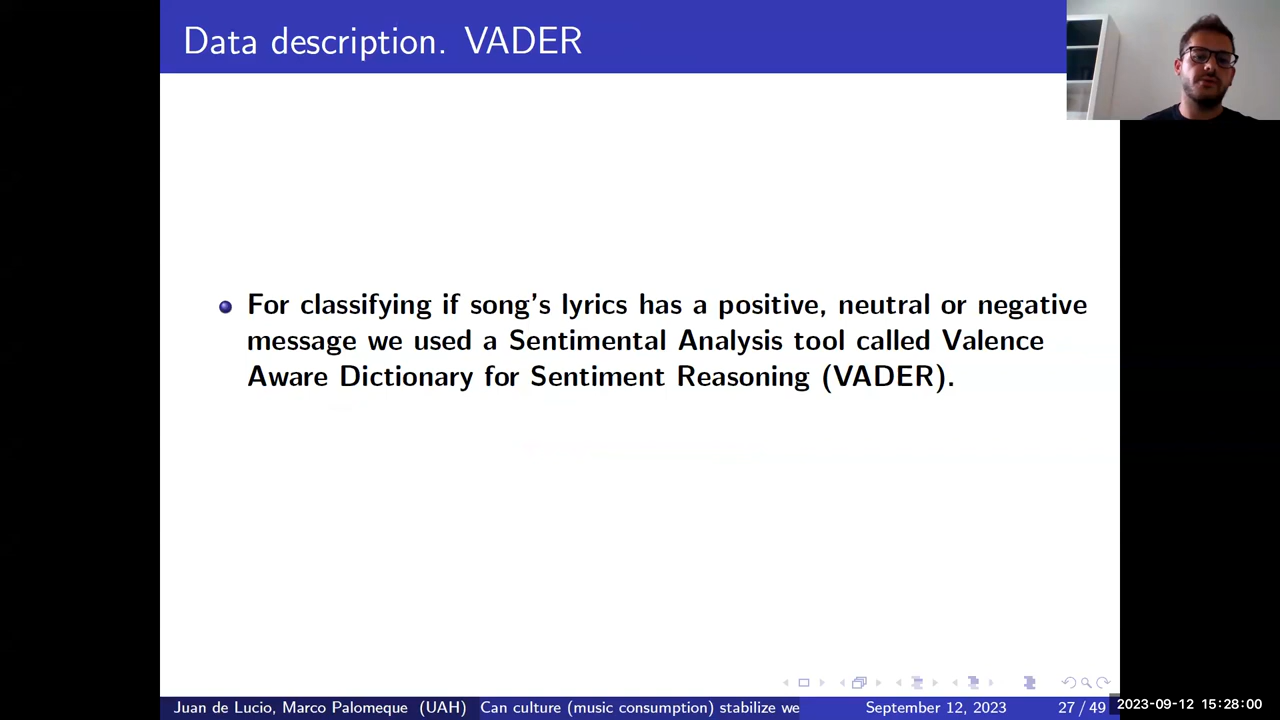 Data description. VADER
For classifying if song's lyrics has a positive, neutral or negative
message we used a Sentimental Analysis tool called Valence
Aware Dictionary for Sentiment Reasoning (VADER).
Juan de Lucio, Marco Palomeque (UAH) Can culture (music consumption) stabilize we September 12, 2023 27 / 49
2023-09-12 15:28:00